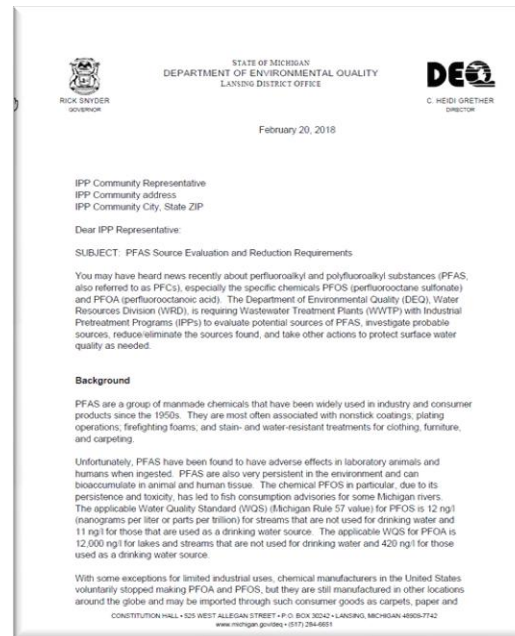 STATE OF MICHIGAN
DEPARTMENT OF ENVIRONMENTAL QUALITY
LANSING DISTRICT OFFICE
DEQ
RICK SNYDER
GOVERNOR
C. HEIDI GRETHER
DIRECTOR
February 20, 2018
IPP Community Representative
IPP Community address
IPP Community City, State ZIP
Dear IPP Representative:
SUBJECT: PFAS Source Evaluation and Reduction Requirements
You may have heard news recently about perfluoroalkyl and polyfluoroalkyl substances (PFAS,
also referred to as PFCs), especially the specific chemicals PFOS (perfluorooctane sulfonate)
and PFOA (perfluorooctanoic acid). The Department of Environmental Quality (DEQ), Water
Resources Division (WRD), is requiring Wastewater Treatment Plants (WWTP) with Industrial
Pretreatment Programs (IPPs) to evaluate potential sources of PFAS, investigate probable
sources, reduce/eliminate the sources found, and take other actions to protect surface water
quality as needed.
Background
PFAS are a group of manmade chemicals that have been widely used in industry and consumer
products since the 1950s. They are most often associated with nonstick coatings; plating
operations; firefighting foams; and stain- and water-resistant treatments for clothing, furniture,
and carpeting.
Unfortunately, PFAS have been found to have adverse effects in laboratory animals and
humans when ingested. PFAS are also very persistent in the environment and can
bioaccumulate in animal and human tissue. The chemical PFOS in particular, due to its
persistence and toxicity, has led to fish consumption advisories for some Michigan rivers.
The applicable Water Quality Standard (WQS) (Michigan Rule 57 value) for PFOS is 12 ng/l
(nanograms per liter or parts per trillion) for streams that are not used for drinking water and
11 ng/l for those that are used as a drinking water source. The applicable WQS for PFOA is
12,000 ng/l for lakes and streams that are not used for drinking water and 420 ng/l for those
used as a drinking water source.
With some exceptions for limited industrial uses, chemical manufacturers in the United States
voluntarily stopped making PFOA and PFOS, but they are still manufactured in other locations
around the globe and may be imported through such consumer goods as carpets, paper and
CONSTITUTION HALL • 525 WEST ALLEGAN STREET • P.O. BOX 30242 • LANSING, MICHIGAN 48909-7742
www.michigan.gov/deq • (517) 284-6651